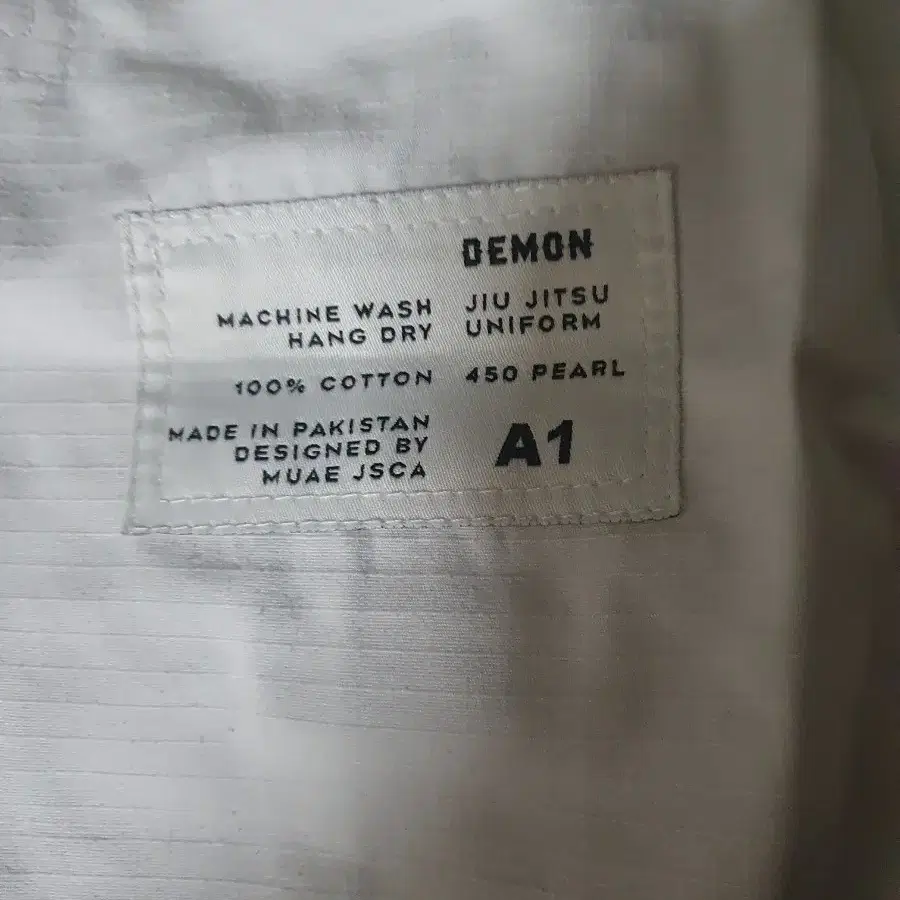 DEMON
MACHINE WASH
HANG DRY
JIU JITSU
UNIFORM
100% COTTON
450 PEARL
MADE IN PAKISTAN
DESIGNED BY
MUAE JSCA
A1